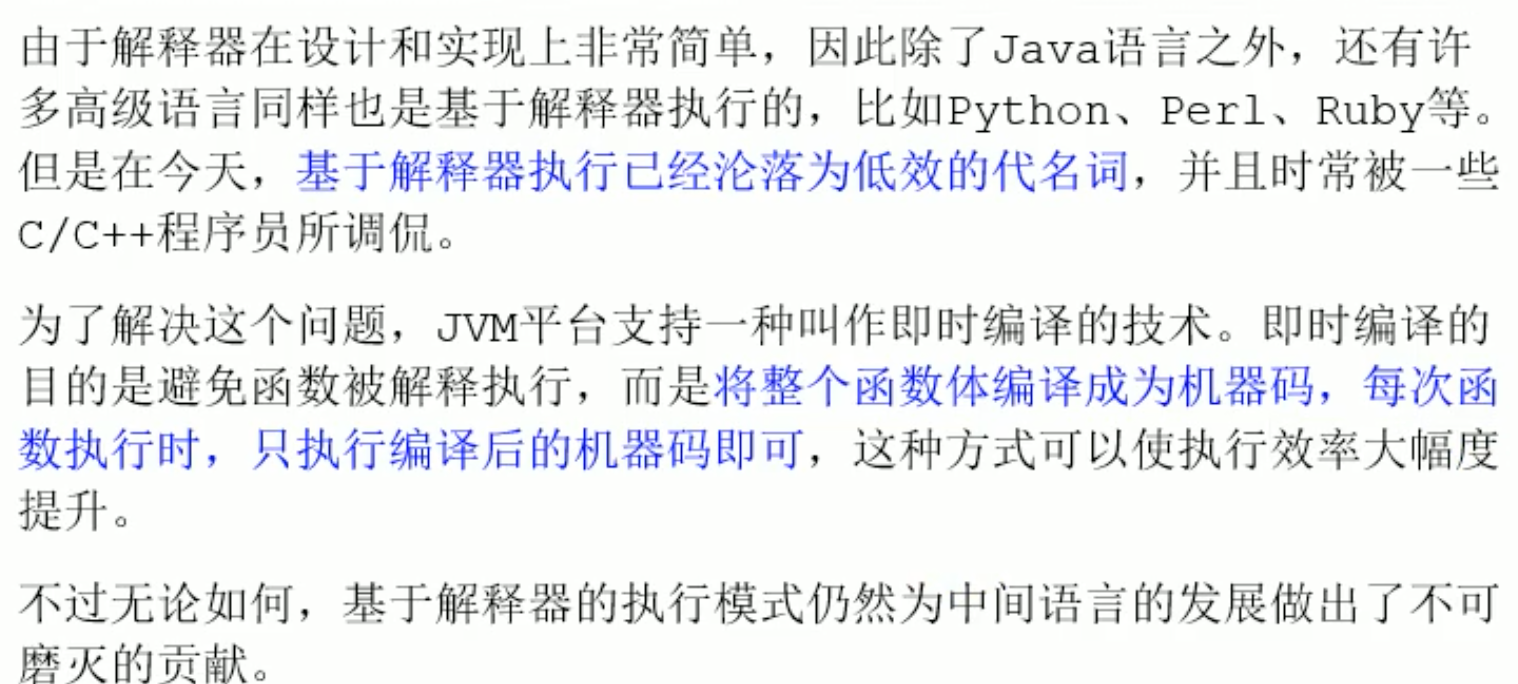 由于解释器在设计和实现上非常简单，因此除了Java语言之外，还有许
多高级语言同样也是基于解释器执行的，比如Python、Perl、Ruby等。
但是在今天，基于解释器执行已经沦落为低效的代名词，并且时常被一些
C/C++程序员所调侃。
为了解决这个问题，JVM平台支持一种叫作即时编译的技术。即时编译的
目的是避免函数被解释执行，而是将整个函数体编译成为机器码，每次函
数执行时，只执行编译后的机器码即可，这种方式可以使执行效率大幅度
提升。
不过无论如何，基于解释器的执行模式仍然为中间语言的发展做出了不可
磨灭的贡献。